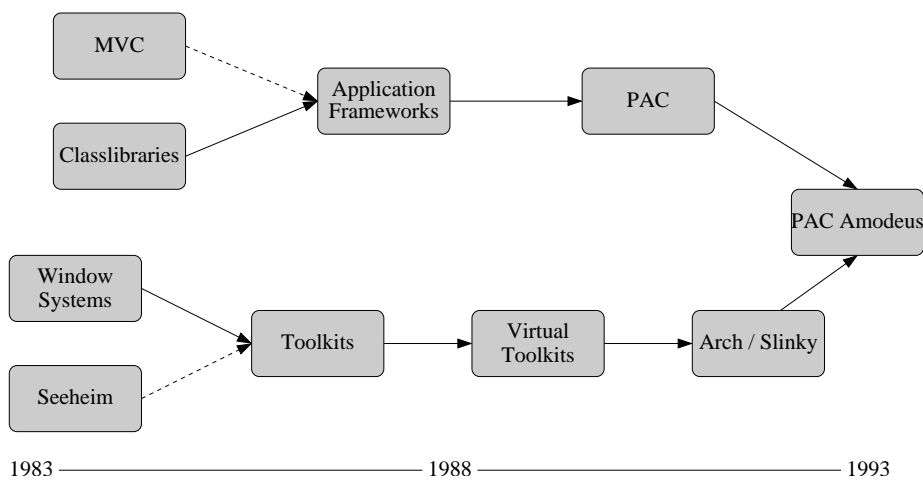 MVC
Application
Frameworks
PAC
Classlibraries
PAC Amodeus
Window
Systems
Toolkits
Virtual
Toolkits
Arch / Slinky
Seeheim
1983
1988
1993